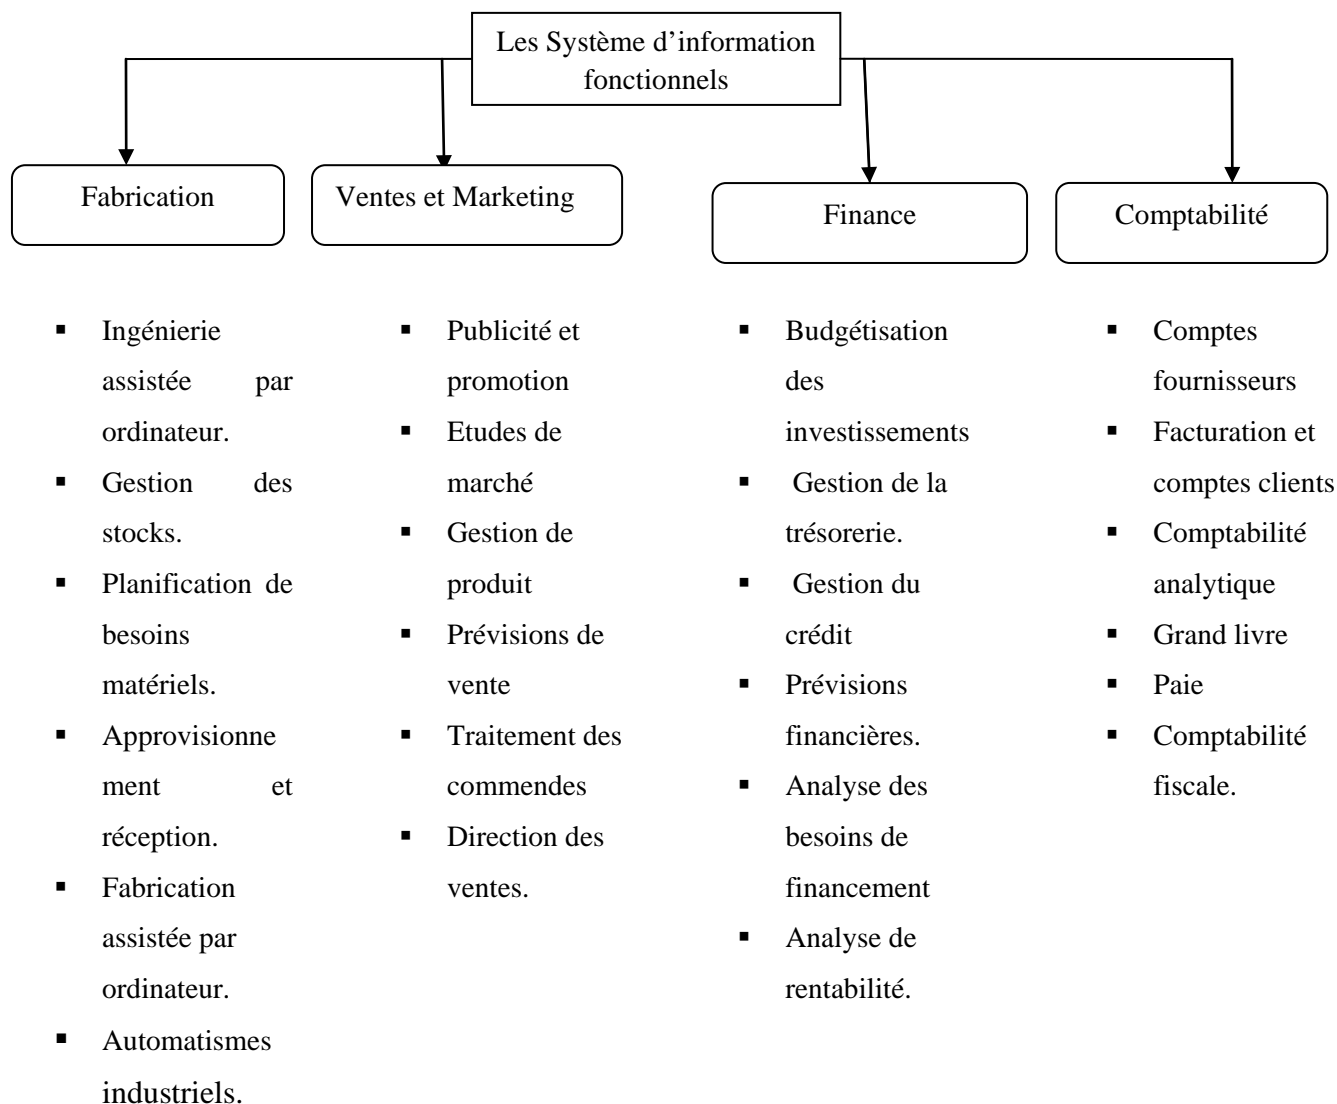 Les Système d’information
fonctionnels
Fabrication
Ventes et Marketing
Finance
Comptabilité
▪ Ingénierie
assistée par
ordinateur.
▪ Gestion des
stocks.
▪ Planification de
besoins
matériels.
▪ Approvisionne
ment et
réception.
▪ Fabrication
assistée par
ordinateur.
▪ Automatismes
industriels.
▪ Publicité et
promotion
▪ Etudes de
marché
▪ Gestion de
produit
▪ Prévisions de
vente
▪ Traitement des
commendes
▪ Direction des
ventes.
▪ Budgétisation
des
investissements
▪ Gestion de la
trésorerie.
▪ Gestion du
crédit
▪ Prévisions
financières.
▪ Analyse des
besoins de
financement
▪ Analyse de
rentabilité.
▪ Comptes
fournisseurs
▪ Facturation et
comptes clients
▪ Comptabilité
analytique
▪ Grand livre
▪ Paie
▪ Comptabilité
fiscale.